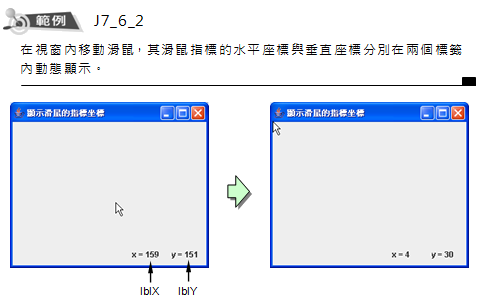 範例 J7_6_2
在視窗內移動滑鼠，其滑鼠指標的水平座標與垂直座標分別在兩個標籤
內動態顯示。
顯示滑鼠的指標坐標
x = 159 y = 151
lblX lblY
顯示滑鼠的指標坐標
x = 4 y = 30